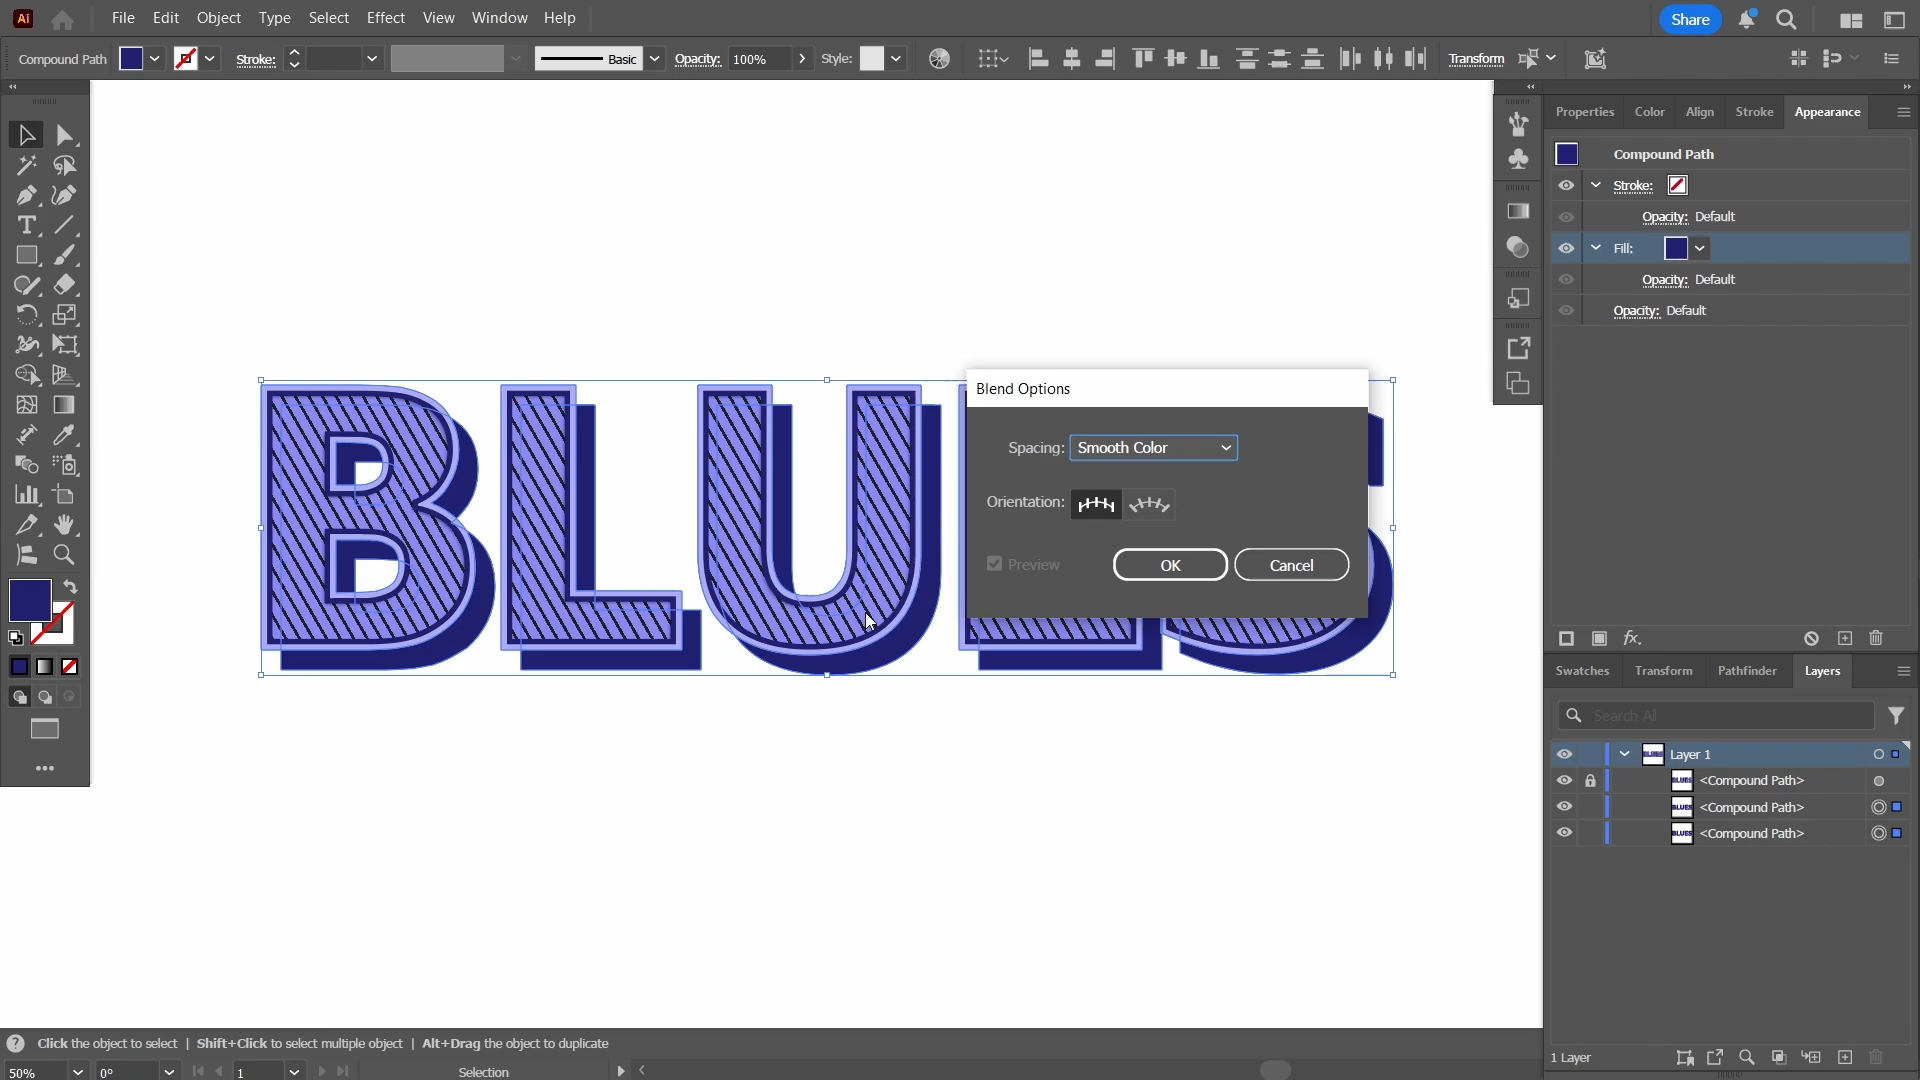 Ai File Edit Object Type Select Effect View Window Help Share
Compound Path Stroke: Basic Opacity: 100% Style: Transform
Properties Color Align Stroke Appearance
Compound Path
Stroke:
Opacity: Default
Fill:
Opacity: Default
Opacity: Default
BLUES
Blend Options
Spacing: Smooth Color
Orientation:
Preview OK Cancel
Swatches Transform Pathfinder Layers
Search All
Layer 1
<Compound Path>
<Compound Path>
<Compound Path>
Click the object to select | Shift+Click to select multiple object | Alt+Drag the object to duplicate
50% 0° 1 Selection
1 Layer